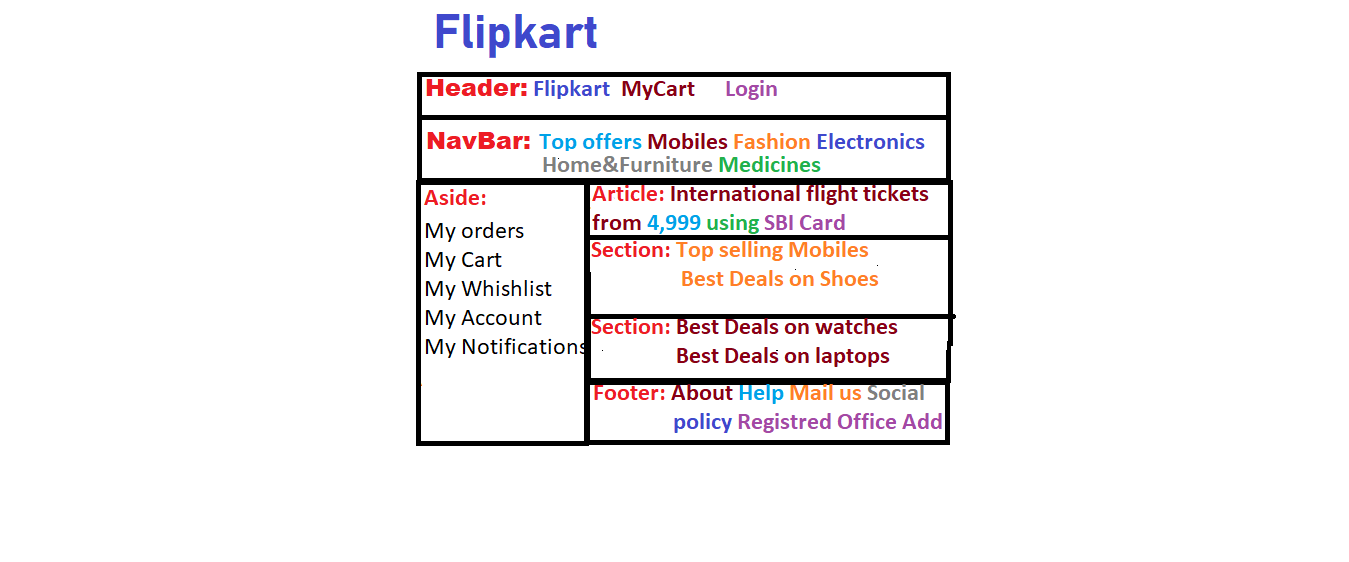 Flipkart
Header: Flipkart MyCart Login
NavBar: Top offers Mobiles Fashion Electronics
Home&Furniture Medicines
Aside:
My orders
My Cart
My Whishlist
My Account
My Notifications
Article: International flight tickets
from 4,999 using SBI Card
Section: Top selling Mobiles
Best Deals on Shoes
Section: Best Deals on watches
Best Deals on laptops
Footer: About Help Mail us Social
policy Registred Office Add